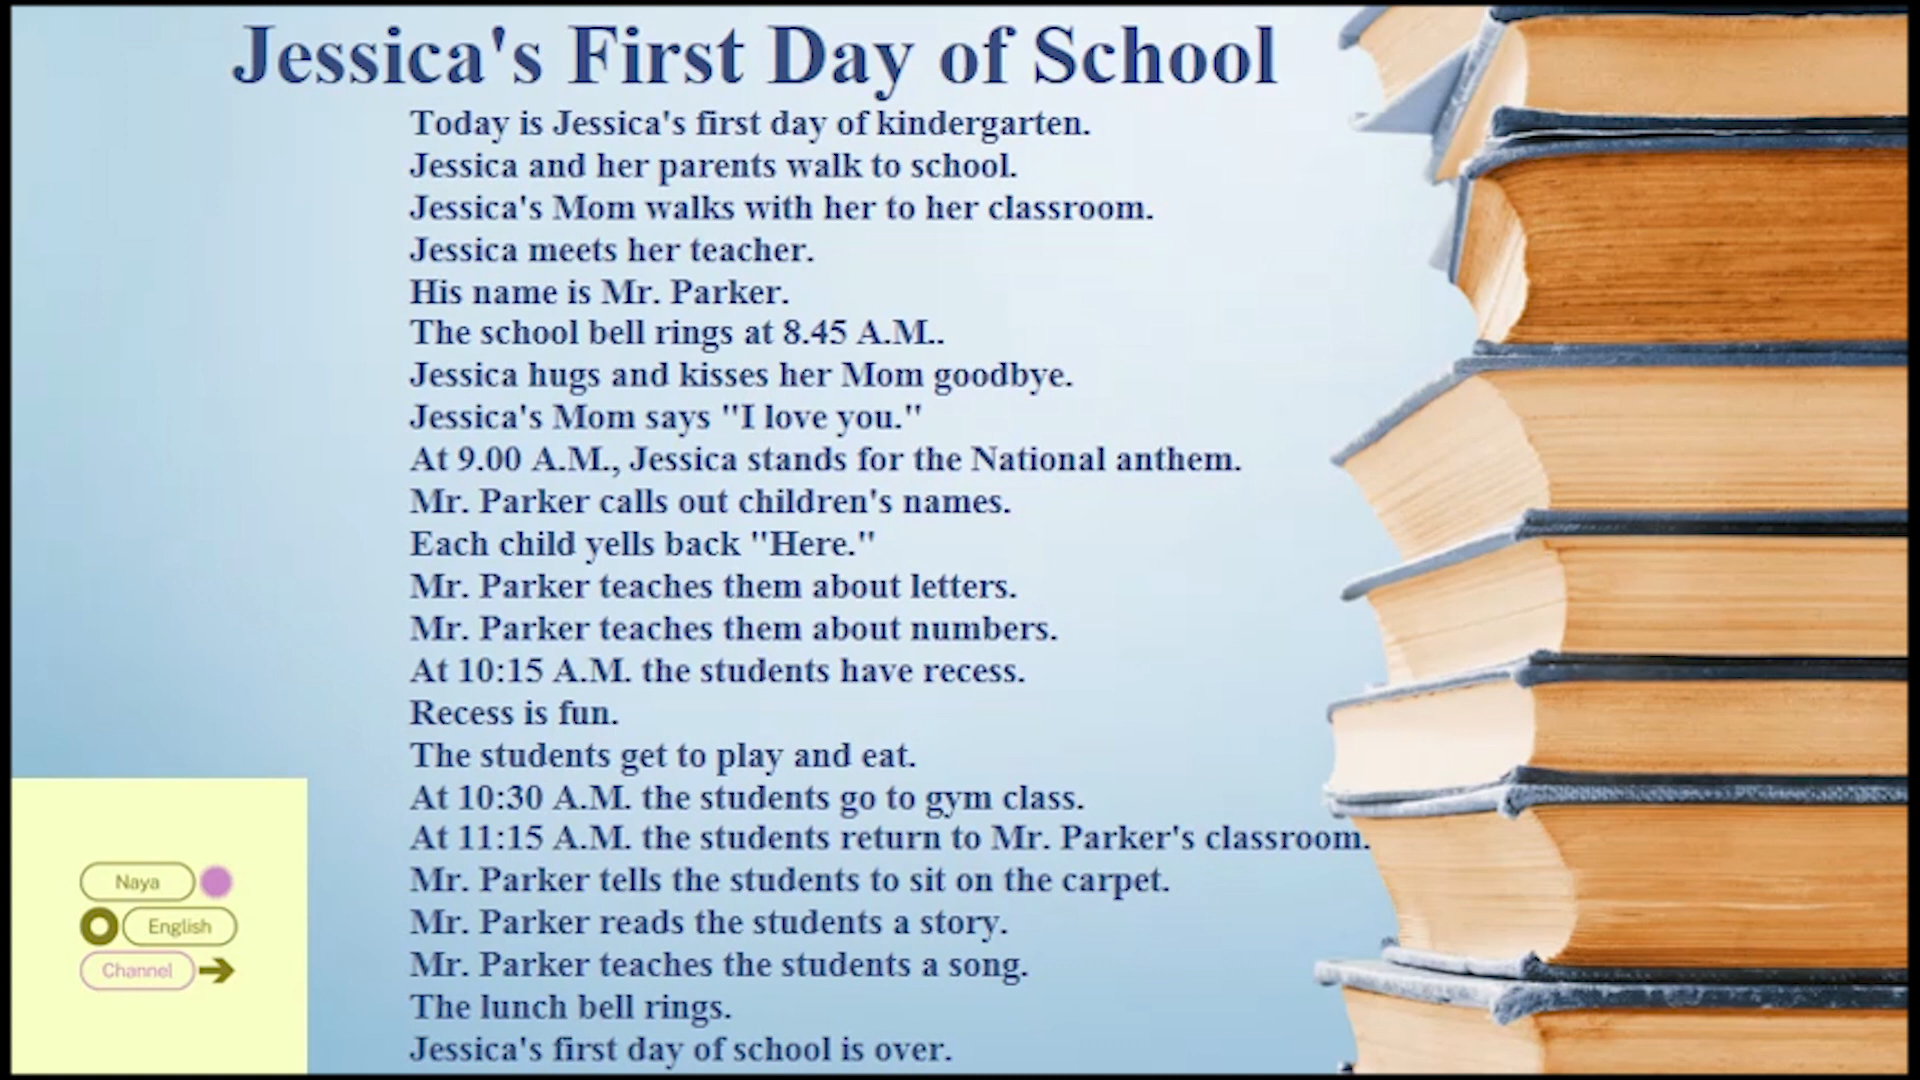 Jessica's First Day of School
Today is Jessica's first day of kindergarten.
Jessica and her parents walk to school.
Jessica's Mom walks with her to her classroom.
Jessica meets her teacher.
His name is Mr. Parker.
The school bell rings at 8.45 A.M..
Jessica hugs and kisses her Mom goodbye.
Jessica's Mom says "I love you."
At 9.00 A.M., Jessica stands for the National anthem.
Mr. Parker calls out children's names.
Each child yells back "Here."
Mr. Parker teaches them about letters.
Mr. Parker teaches them about numbers.
At 10:15 A.M. the students have recess.
Recess is fun.
The students get to play and eat.
At 10:30 A.M. the students go to gym class.
At 11:15 A.M. the students return to Mr. Parker's classroom.
Mr. Parker tells the students to sit on the carpet.
Mr. Parker reads the students a story.
Mr. Parker teaches the students a song.
The lunch bell rings.
Jessica's first day of school is over.
Naya
English
Channel